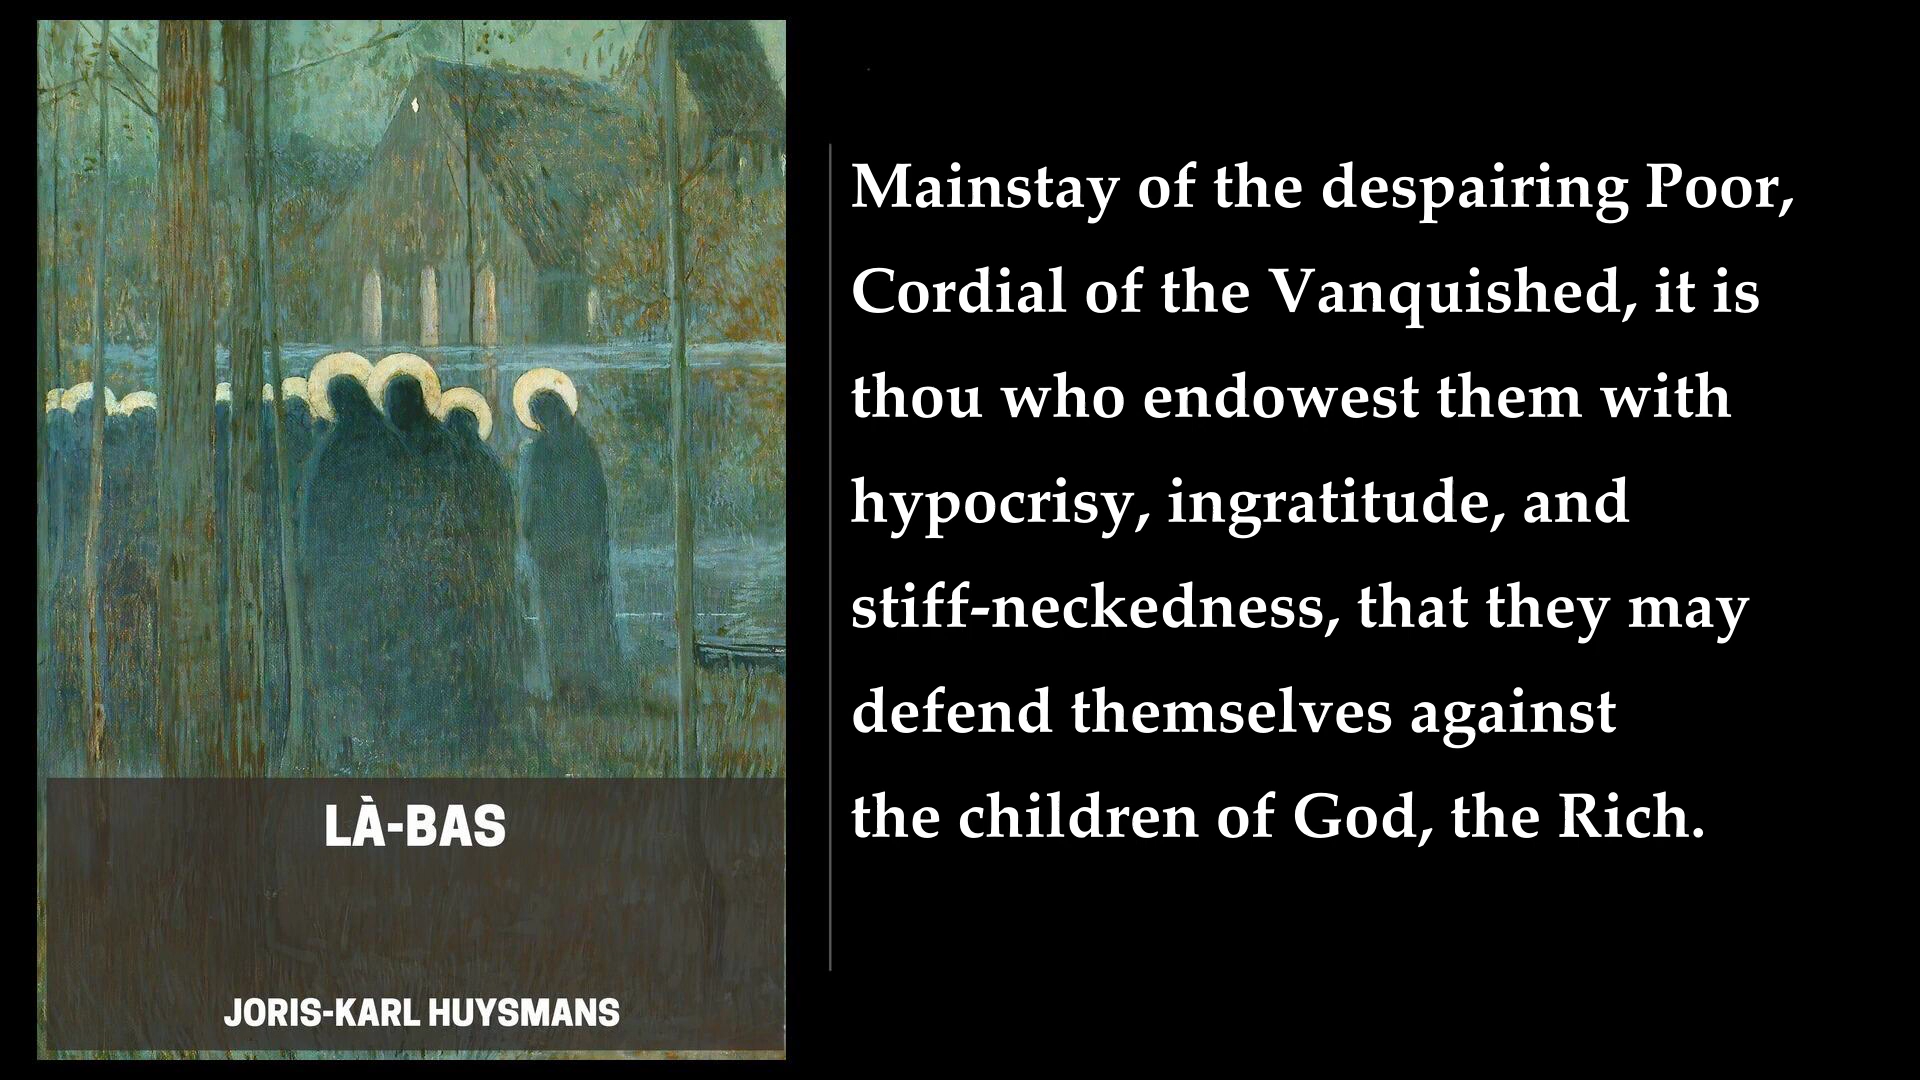 LÀ-BAS
JORIS-KARL HUYSMANS
Mainstay of the despairing Poor,
Cordial of the Vanquished, it is
thou who endowest them with
hypocrisy, ingratitude, and
stiff-neckedness, that they may
defend themselves against
the children of God, the Rich.